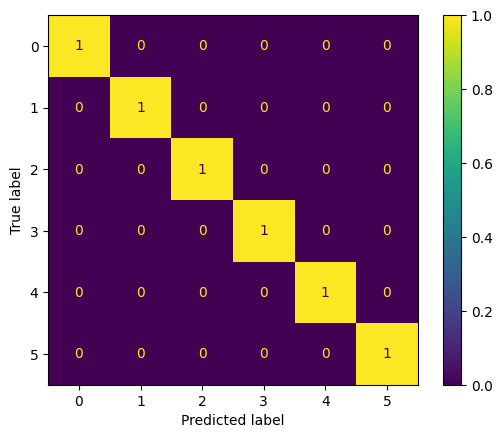 0 1 0 0 0 0 0
1 0 1 0 0 0 0
2 0 0 1 0 0 0
3 0 0 0 1 0 0
4 0 0 0 0 1 0
5 0 0 0 0 0 1
0 1 2 3 4 5
Predicted label
True label
1.0
0.8
0.6
0.4
0.2
0.0